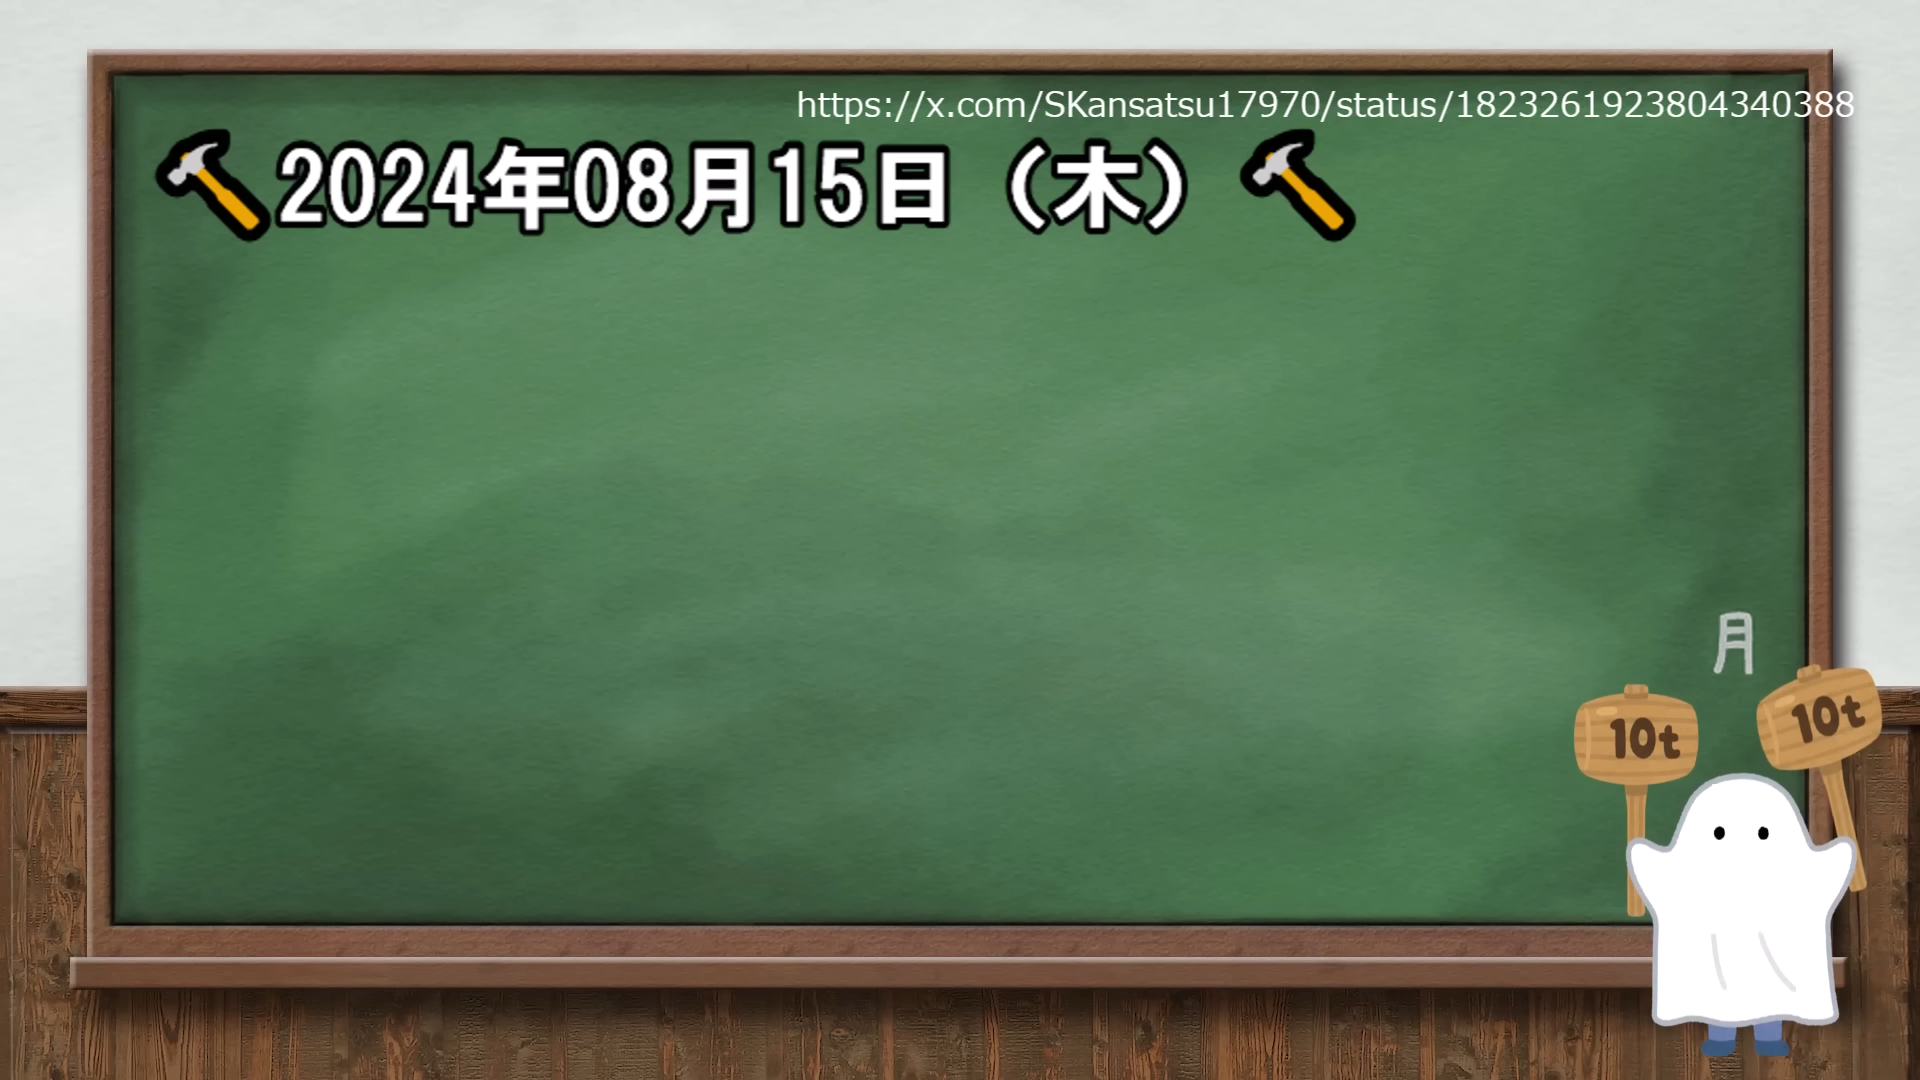 https://x.com/SKansatsu17970/status/1823261923804340388
🔨2024年08月15日（木）🔨
月
10t
10t